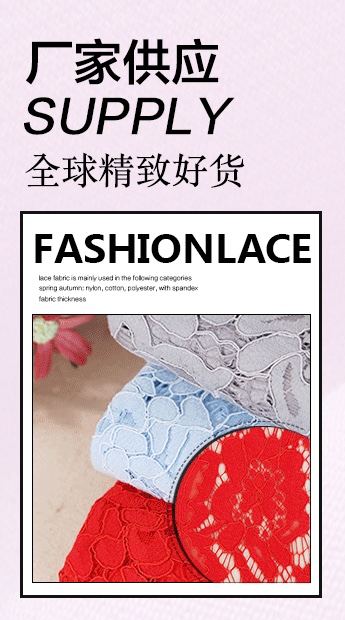 厂家供应
SUPPLY
全球精致好货
FASHIONLACE
lace fabric is mainly used in the following categories
spring autumn: nylon, cotton, polyester, with spandex
fabric thickness